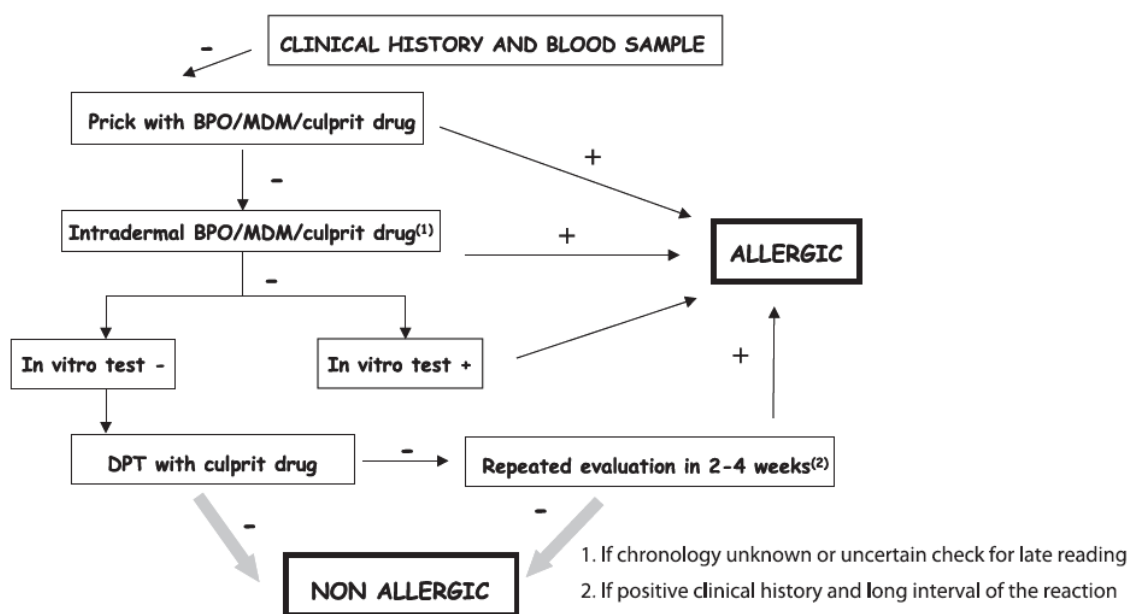 CLINICAL HISTORY AND BLOOD SAMPLE
-
Prick with BPO/MDM/culprit drug
+
-
Intradermal BPO/MDM/culprit drug(1)
+
ALLERGIC
-
In vitro test -
In vitro test +
+
DPT with culprit drug
-
Repeated evaluation in 2-4 weeks(2)
-
-
NON ALLERGIC
1. If chronology unknown or uncertain check for late reading
2. If positive clinical history and long interval of the reaction